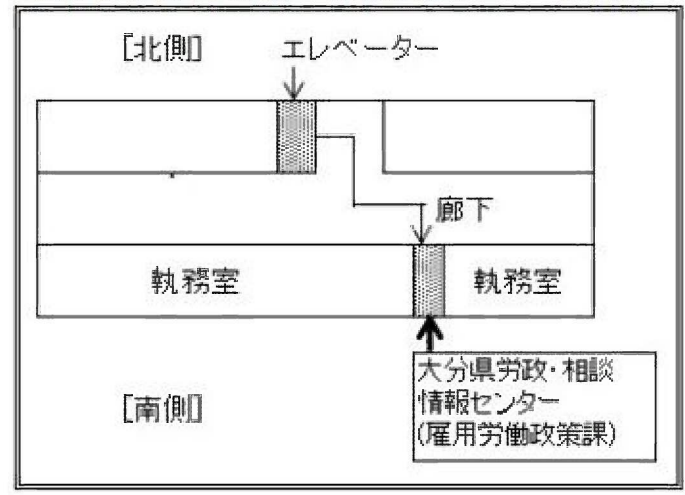 [北側]
エレベーター
廊下
執務室
執務室
大分県労政・相談
情報センター
(雇用労働政策課)
[南側]